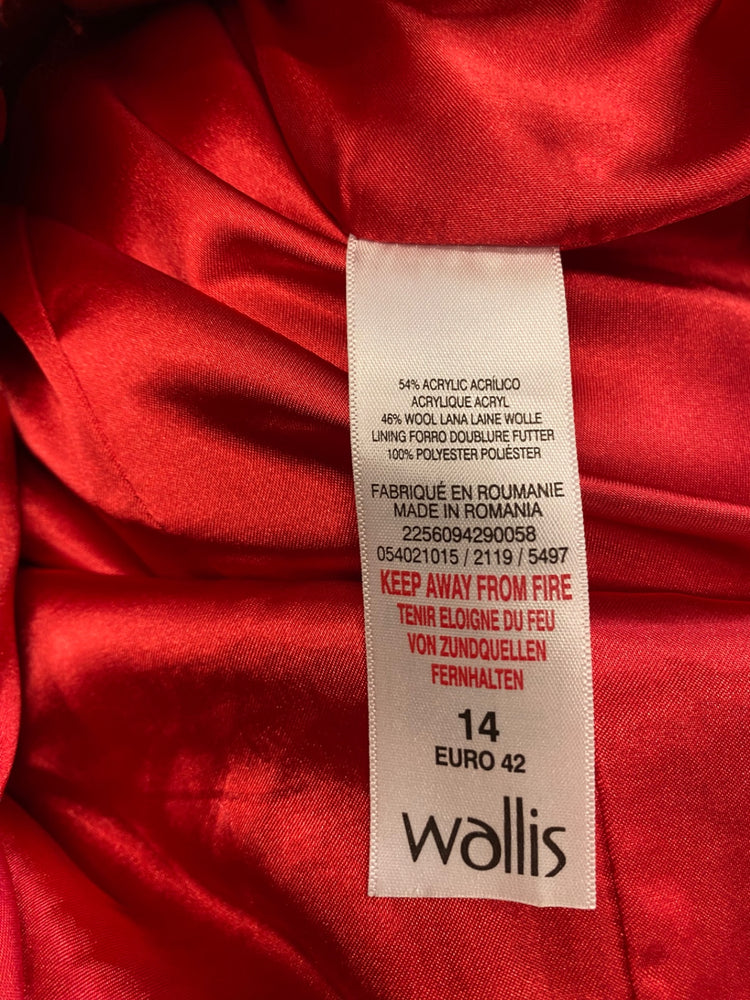 54% ACRYLIC ACRÍLICO
ACRYLIQUE ACRYL
46% WOOL LANA LAINE WOLLE
LINING FORRO DOUBLURE FUTTER
100% POLYESTER POLIÉSTER
FABRIQUÉ EN ROUMANIE
MADE IN ROMANIA
2256094290058
054021015 / 2119 / 5497
KEEP AWAY FROM FIRE
TENIR ELOIGNE DU FEU
VON ZUNDQUELLEN
FERNHALTEN
14
EURO 42
wallis